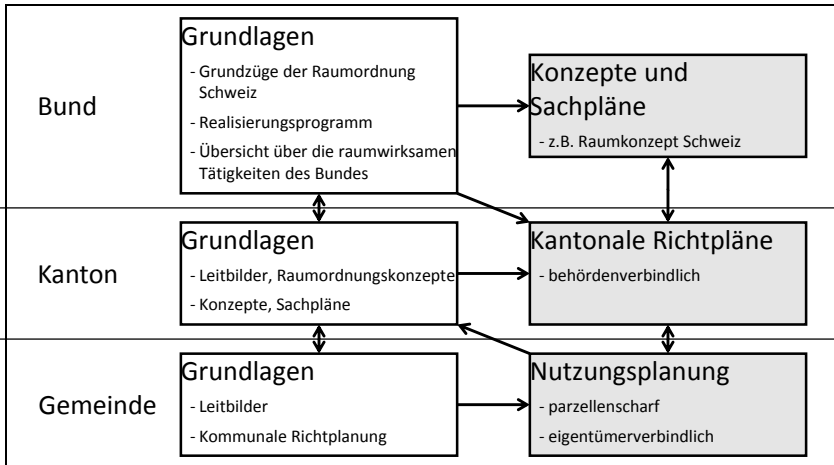 Bund
Grundlagen
- Grundzüge der Raumordnung
Schweiz
- Realisierungsprogramm
- Übersicht über die raumwirksamen
Tätigkeiten des Bundes
Konzepte und
Sachpläne
- z.B. Raumkonzept Schweiz
Kanton
Grundlagen
- Leitbilder, Raumordnungskonzepte
- Konzepte, Sachpläne
Kantonale Richtpläne
- behördenverbindlich
Gemeinde
Grundlagen
- Leitbilder
- Kommunale Richtplanung
Nutzungsplanung
- parzellenscharf
- eigentümerverbindlich